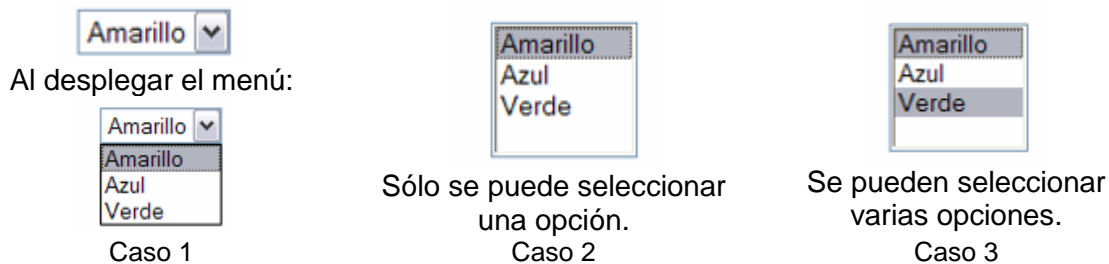 Amarillo
Al desplegar el menú:
Amarillo
Amarillo
Azul
Verde
Caso 1
Amarillo
Azul
Verde
Sólo se puede seleccionar
una opción.
Caso 2
Amarillo
Azul
Verde
Se pueden seleccionar
varias opciones.
Caso 3